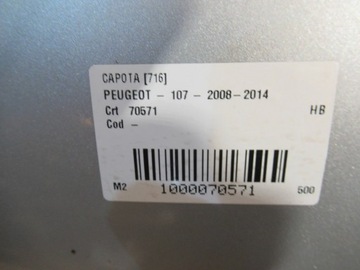 CAPOTA [716]
PEUGEOT - 107 - 2008-2014
Crt 70571 HB
Cod -
M2 1000070571 500